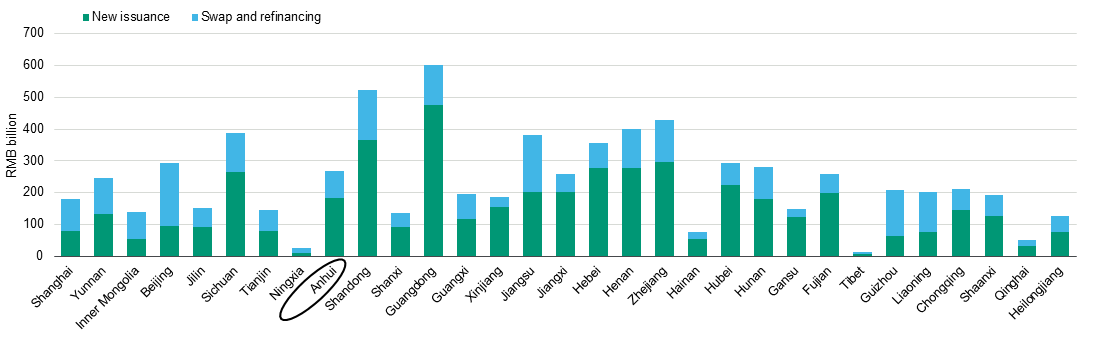 New issuance
Swap and refinancing
700
600
500
400
300
200
100
0
RMB billion
Shanghai
Yunnan
Inner Mongolia
Beijing
Jilin
Sichuan
Tianjin
Ningxia
Anhui
Shandong
Shanxi
Guangdong
Guangxi
Xinjiang
Jiangsu
Jiangxi
Hebei
Henan
Zhejiang
Hainan
Hubei
Hunan
Gansu
Fujian
Tibet
Guizhou
Liaoning
Chongqing
Shaanxi
Qinghai
Heilongjiang